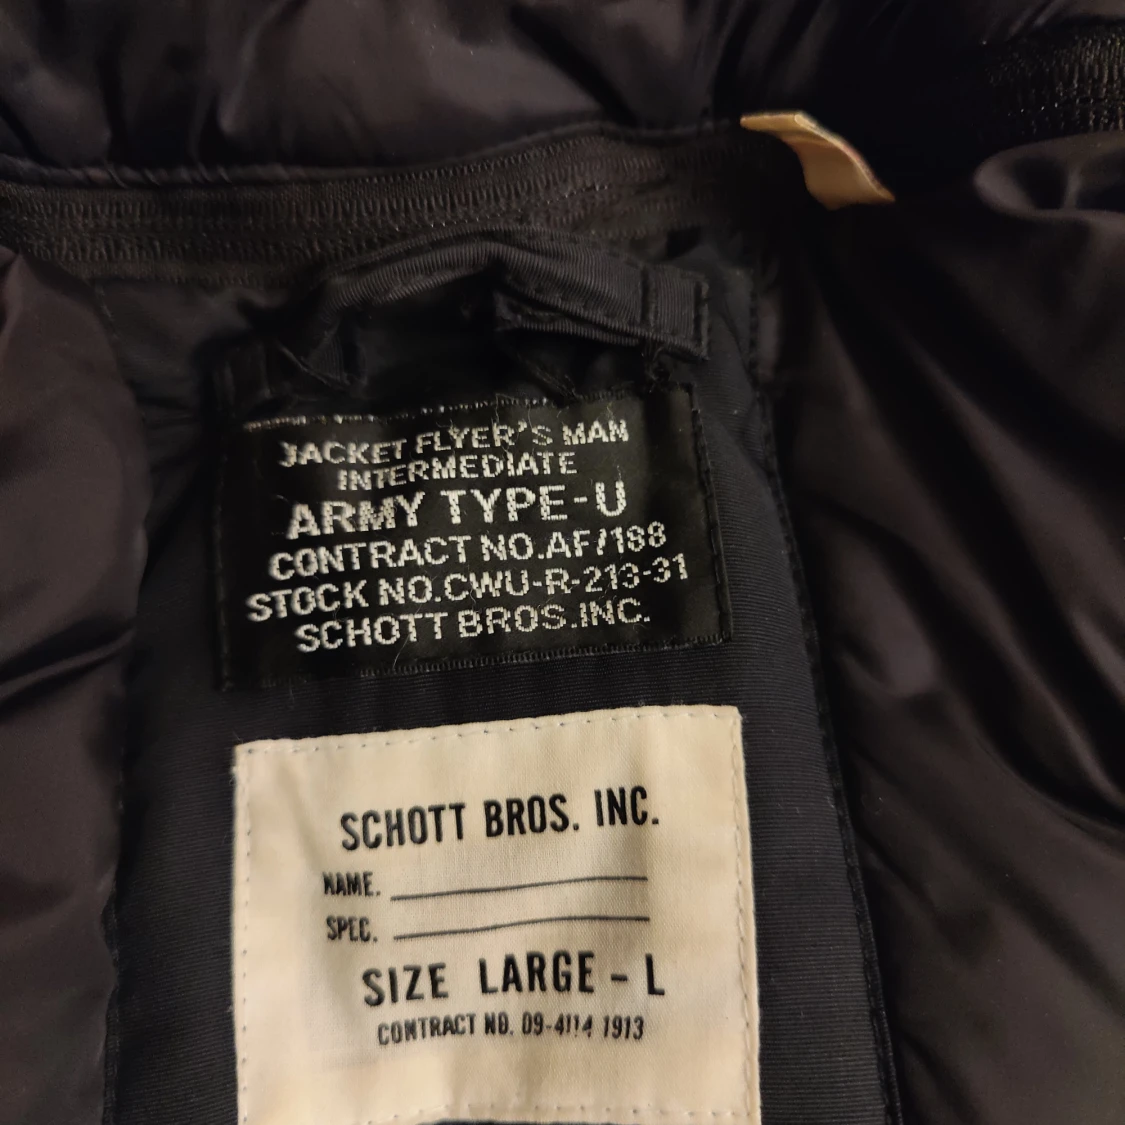 JACKET FLYER'S MAN
INTERMEDIATE
ARMY TYPE-U
CONTRACT NO.AF/188
STOCK NO.CWU-R-213-31
SCHOTT BROS.INC.
SCHOTT BROS. INC.
NAME.
SPEC.
SIZE LARGE - L
CONTRACT NO. 09-4114 1913